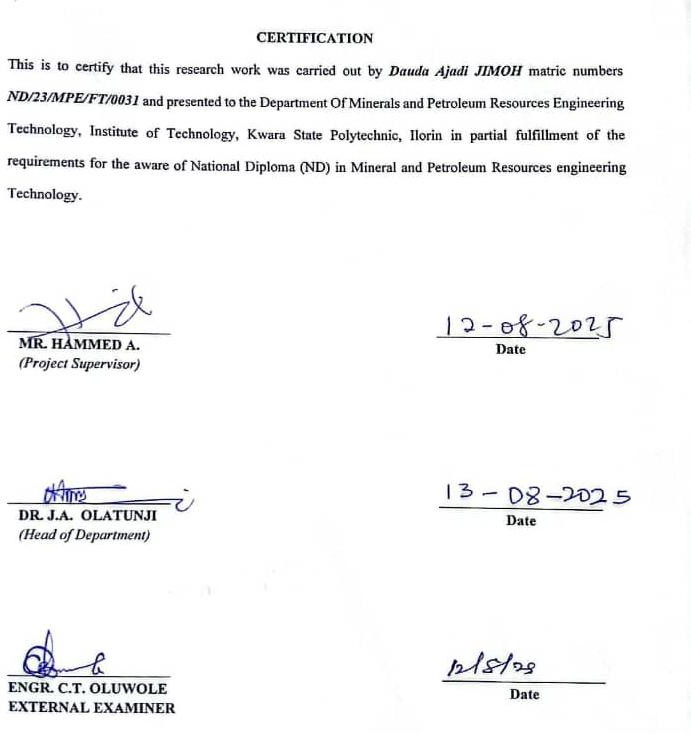 CERTIFICATION
This is to certify that this research work was carried out by Dauda Ajadi JIMOH matric numbers
ND/23/MPE/FT/0031 and presented to the Department Of Minerals and Petroleum Resources Engineering
Technology, Institute of Technology, Kwara State Polytechnic, Ilorin in partial fulfillment of the
requirements for the aware of National Diploma (ND) in Mineral and Petroleum Resources engineering
Technology.
12-08-2025
MR. HAMMED A.
Date
(Project Supervisor)
13-08-2025
DR. J.A. OLATUNJI
Date
(Head of Department)
ENGR. C.T. OLUWOLE
Date
EXTERNAL EXAMINER